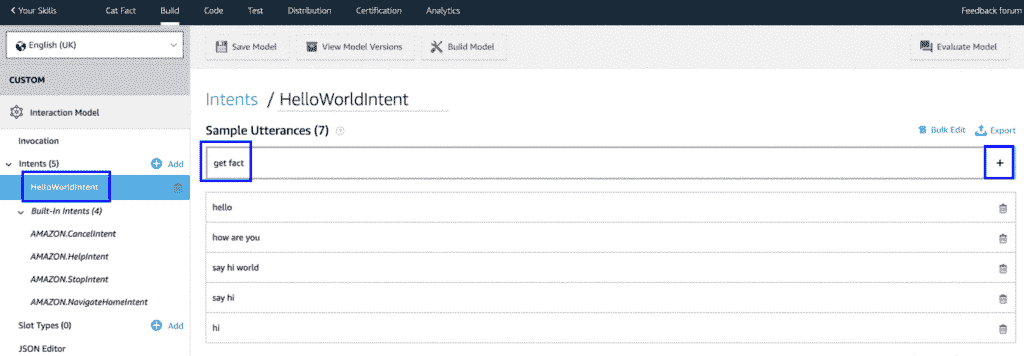 Your Skills Cat Fact Build Code Test Distribution Certification Analytics Feedback forum
English (UK)
Save Model View Model Versions Build Model Evaluate Model
CUSTOM
Interaction Model
Invocation
Intents (5) Add
HelloWorldIntent
Built-In Intents (4)
AMAZON.CancelIntent
AMAZON.HelpIntent
AMAZON.StopIntent
AMAZON.NavigateHomeIntent
Slot Types (0) Add
JSON Editor
Intents / HelloWorldIntent
Sample Utterances (7) ? Bulk Edit Export
get fact +
hello
how are you
say hi world
say hi
hi